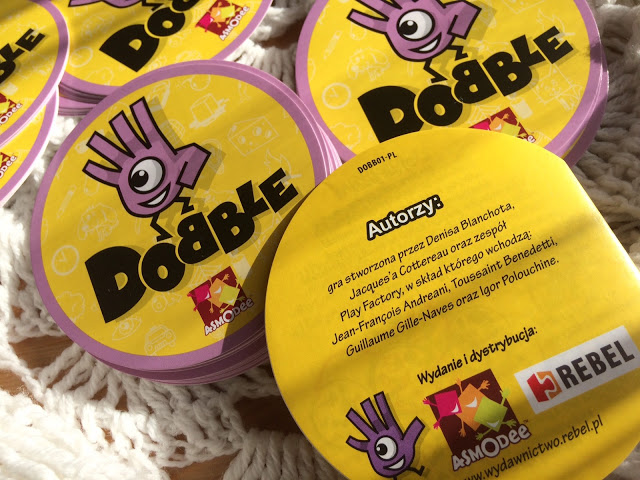 DOBBLE
ASMODEE
DOBBLE
ASMODEE
DOBBLE
ASMODEE
DOBB01-PL
Autorzy:
gra stworzona przez Denisa Blanchota,
Jacques'a Cottereau oraz zespół
Play Factory, w skład którego wchodzą:
Jean-François Andreani, Toussaint Benedetti,
Guillaume Gille-Naves oraz Igor Polouchine.
Wydanie i dystrybucja:
ASMODEE
REBEL
www.wydawnictwo.rebel.pl